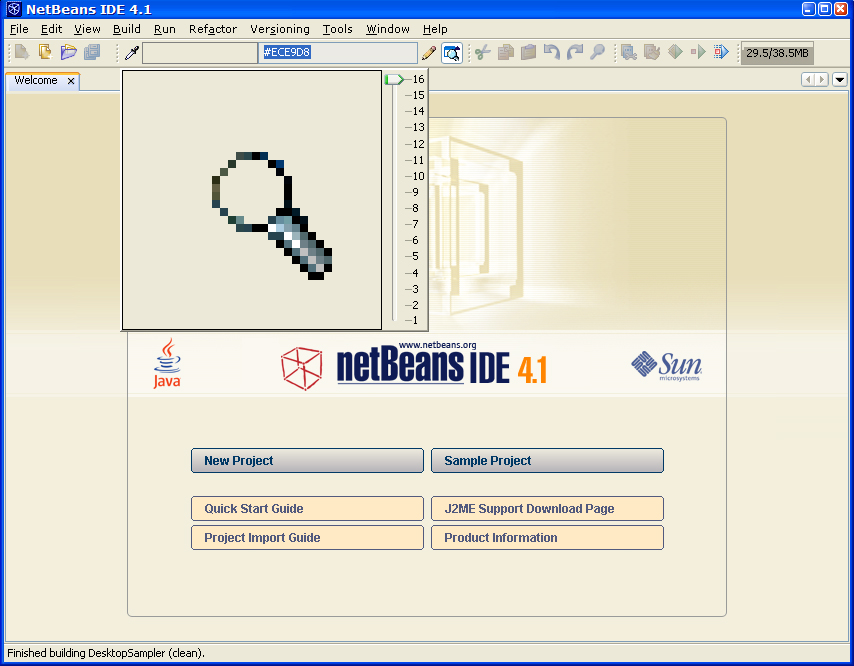 NetBeans IDE 4.1
File Edit View Build Run Refactor Versioning Tools Window Help
#ECE9D8
29.5/38.5MB
Welcome
16
15
14
13
12
11
10
9
8
7
6
5
4
3
2
1
Java
www.netbeans.org
netBeans IDE 4.1
Sun
microsystems
New Project Sample Project
Quick Start Guide J2ME Support Download Page
Project Import Guide Product Information
Finished building DesktopSampler (clean).